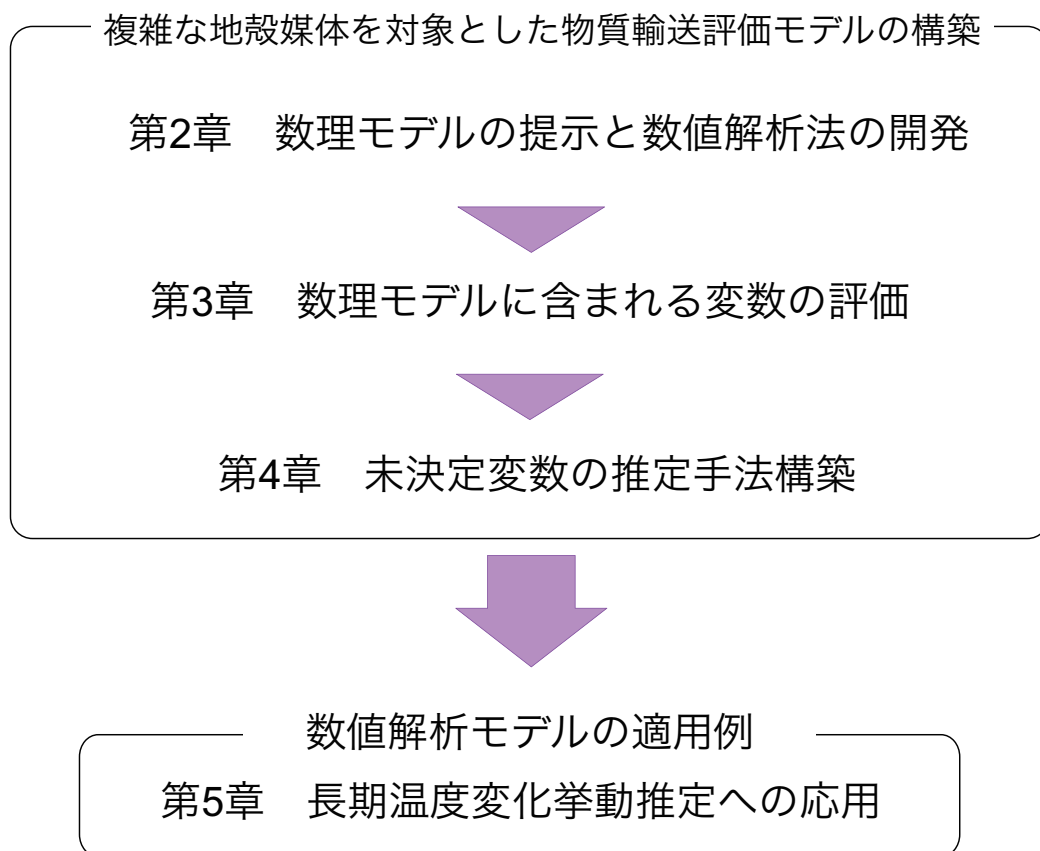 複雑な地殻媒体を対象とした物質輸送評価モデルの構築
第2章　数理モデルの提示と数値解析法の開発
第3章　数理モデルに含まれる変数の評価
第4章　未決定変数の推定手法構築
数値解析モデルの適用例
第5章　長期温度変化挙動推定への応用